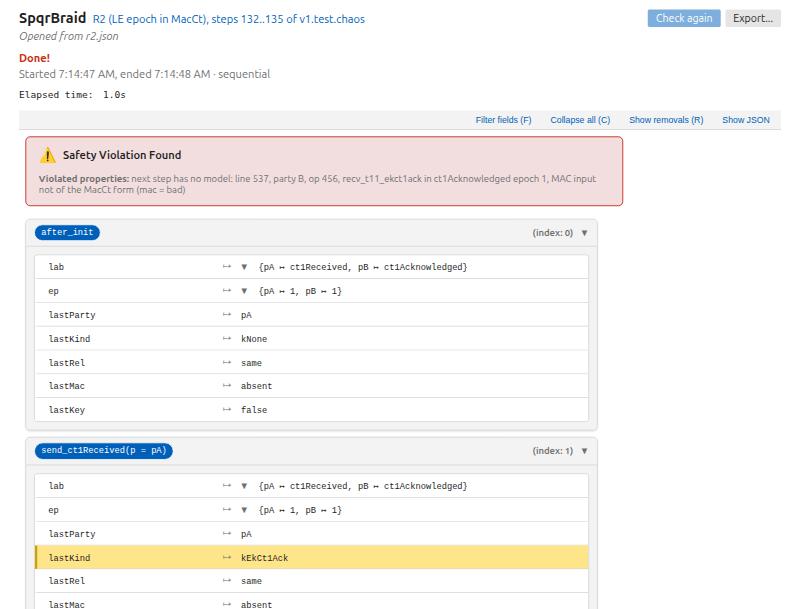 SpqrBraid R2 (LE epoch in MacCt), steps 132..135 of v1.test.chaos Check again Export...
Opened from r2.json
Done!
Started 7:14:47 AM, ended 7:14:48 AM · sequential
Elapsed time: 1.0s
Filter fields (F) Collapse all (C) Show removals (R) Show JSON
⚠️ Safety Violation Found
Violated properties: next step has no model: line 537, party B, op 456, recv_t11_ekct1ack in ct1Acknowledged epoch 1, MAC input
not of the MacCt form (mac = bad)
after_init (index: 0) ▼
lab ↦ ▼ {pA ↦ ct1Received, pB ↦ ct1Acknowledged}
ep ↦ ▼ {pA ↦ 1, pB ↦ 1}
lastParty ↦ pA
lastKind ↦ kNone
lastRel ↦ same
lastMac ↦ absent
lastKey ↦ false
send_ct1Received(p = pA) (index: 1) ▼
lab ↦ ▼ {pA ↦ ct1Received, pB ↦ ct1Acknowledged}
ep ↦ ▼ {pA ↦ 1, pB ↦ 1}
lastParty ↦ pA
lastKind ↦ kEkCt1Ack
lastRel ↦ same
lastMac ↦ absent